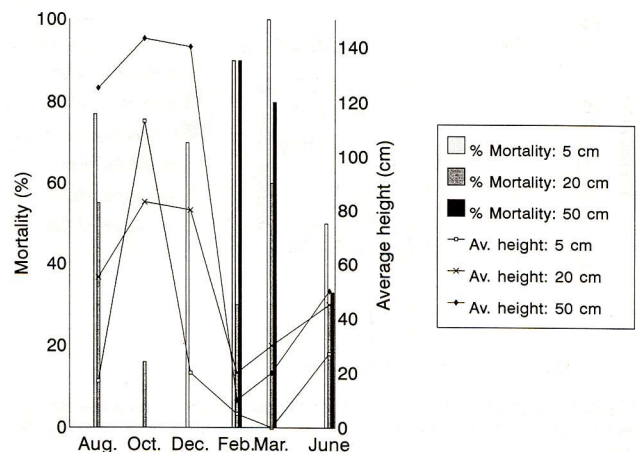 100
80
60
40
20
0
Mortality (%)
140
120
100
80
60
40
20
0
Average height (cm)
Aug. Oct. Dec. Feb. Mar. June
% Mortality: 5 cm
% Mortality: 20 cm
% Mortality: 50 cm
Av. height: 5 cm
Av. height: 20 cm
Av. height: 50 cm